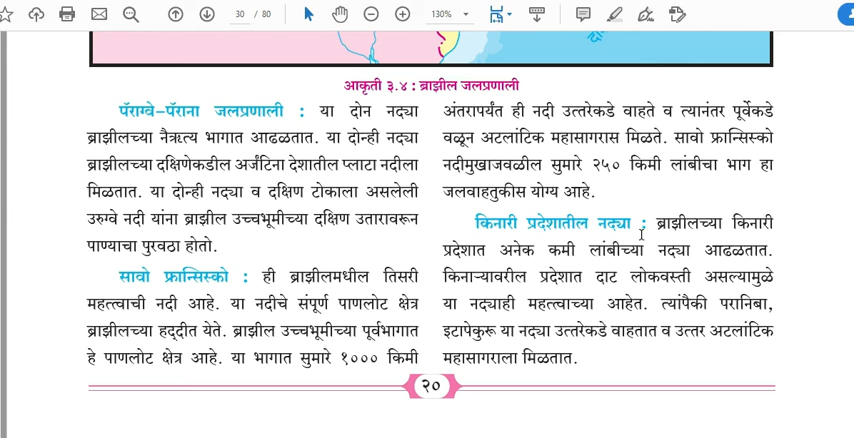 30 / 80
130%
आकृती ३.४ : ब्राझील जलप्रणाली
पॅराग्वे-पॅराना जलप्रणाली : या दोन नद्या
ब्राझीलच्या नैऋत्य भागात आढळतात. या दोन्ही नद्या
ब्राझीलच्या दक्षिणेकडील अर्जेंटिना देशातील प्लाटा नदीला
मिळतात. या दोन्ही नद्या व दक्षिण टोकाला असलेली
उरुग्वे नदी यांना ब्राझील उच्चभूमीच्या दक्षिण उतारावरून
पाण्याचा पुरवठा होतो.
सावो फ्रान्सिस्को : ही ब्राझीलमधील तिसरी
महत्त्वाची नदी आहे. या नदीचे संपूर्ण पाणलोट क्षेत्र
ब्राझीलच्या हद्दीत येते. ब्राझील उच्चभूमीच्या पूर्वभागात
हे पाणलोट क्षेत्र आहे. या भागात सुमारे १००० किमी
अंतरापर्यंत ही नदी उत्तरेकडे वाहते व त्यानंतर पूर्वेकडे
वळून अटलांटिक महासागरास मिळते. सावो फ्रान्सिस्को
नदीमुखाजवळील सुमारे २५० किमी लांबीचा भाग हा
जलवाहतुकीस योग्य आहे.
किनारी प्रदेशातील नद्या : ब्राझीलच्या किनारी
प्रदेशात अनेक कमी लांबीच्या नद्या आढळतात.
किनाऱ्यावरील प्रदेशात दाट लोकवस्ती असल्यामुळे
या नद्याही महत्वाच्या आहेत. त्यांपैकी परानिबा,
इटापेकुरू या नद्या उत्तरेकडे वाहतात व उत्तर अटलांटिक
महासागराला मिळतात.
२०